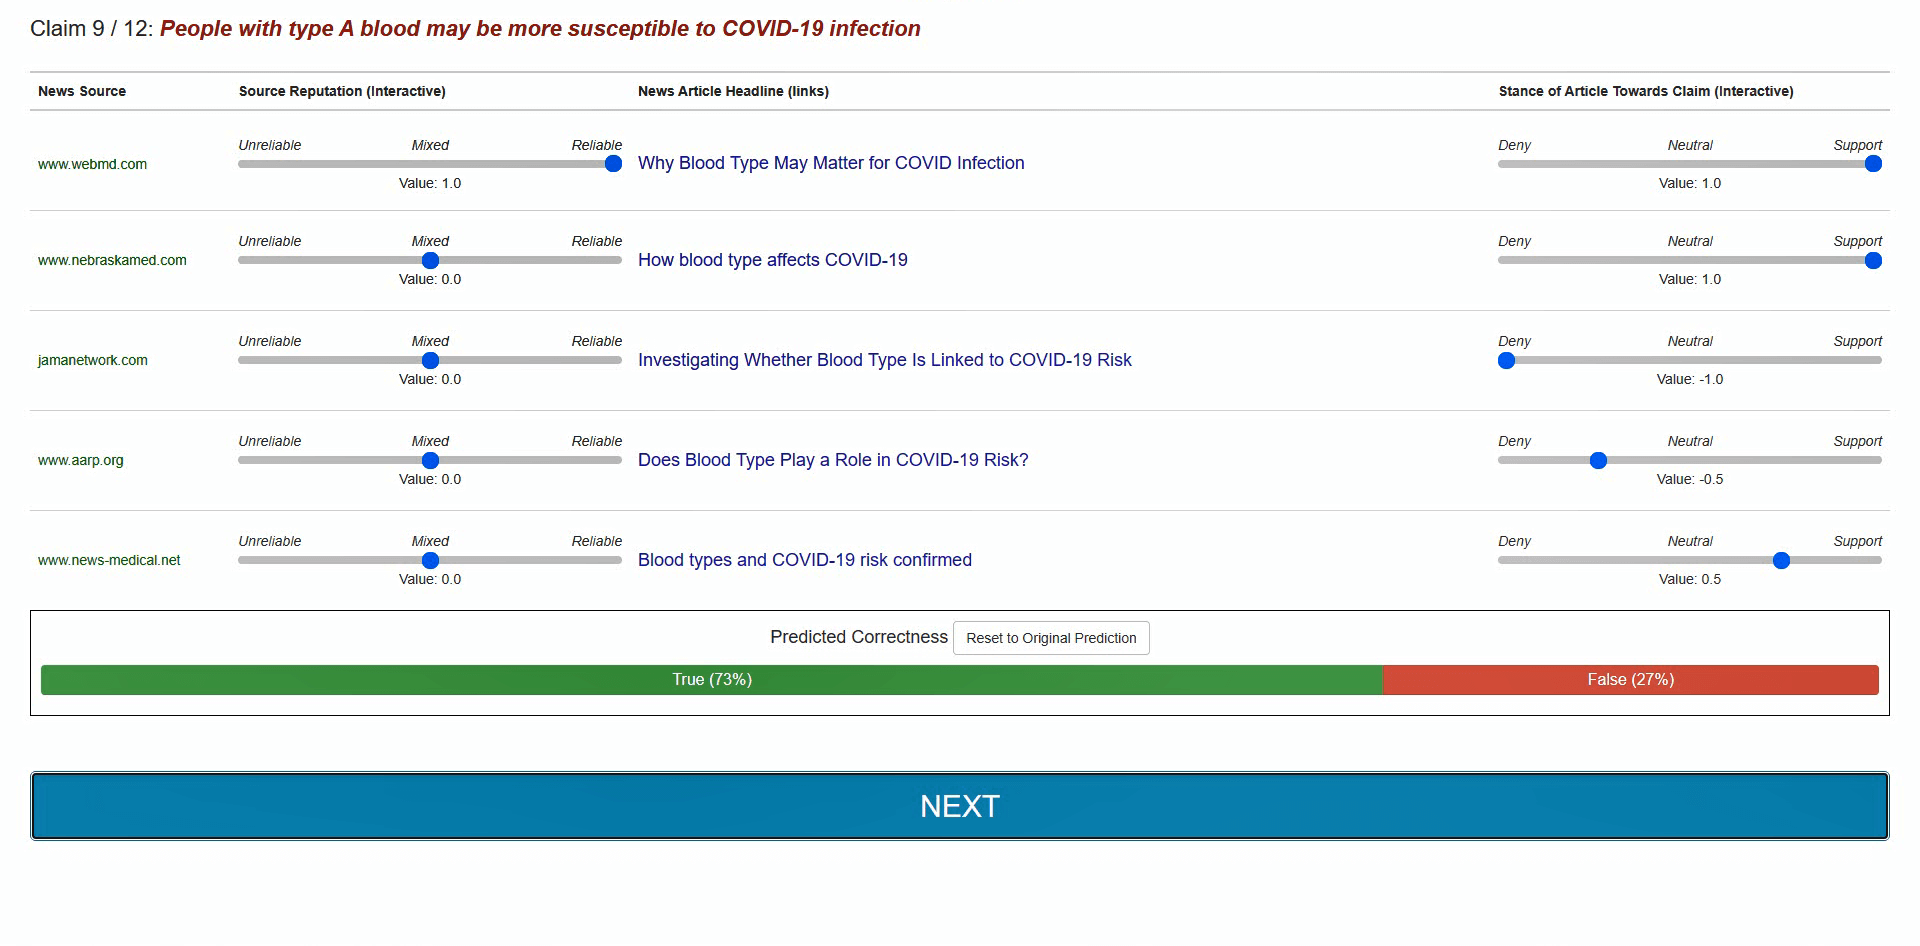 Claim 9 / 12: People with type A blood may be more susceptible to COVID-19 infection
News Source Source Reputation (Interactive) News Article Headline (links) Stance of Article Towards Claim (Interactive)
Unreliable Mixed Reliable Deny Neutral Support
www.webmd.com Why Blood Type May Matter for COVID Infection
Value: 1.0 Value: 1.0
Unreliable Mixed Reliable Deny Neutral Support
www.nebraskamed.com How blood type affects COVID-19
Value: 0.0 Value: 1.0
Unreliable Mixed Reliable Deny Neutral Support
jamanetwork.com Investigating Whether Blood Type Is Linked to COVID-19 Risk
Value: 0.0 Value: -1.0
Unreliable Mixed Reliable Deny Neutral Support
www.aarp.org Does Blood Type Play a Role in COVID-19 Risk?
Value: 0.0 Value: -0.5
Unreliable Mixed Reliable Deny Neutral Support
www.news-medical.net Blood types and COVID-19 risk confirmed
Value: 0.0 Value: 0.5
Predicted Correctness Reset to Original Prediction
True (73%) False (27%)
NEXT